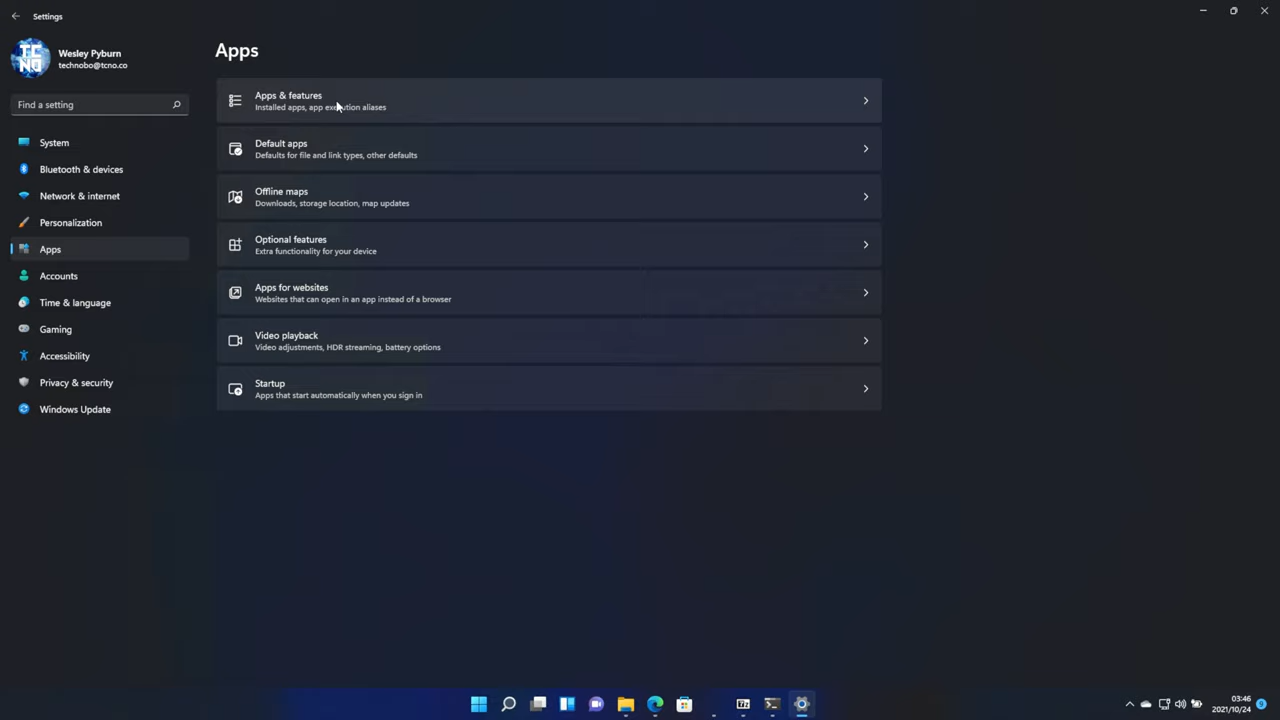 Settings
Wesley Pyburn
technobo@tcno.co
Find a setting
System
Bluetooth & devices
Network & internet
Personalization
Apps
Accounts
Time & language
Gaming
Accessibility
Privacy & security
Windows Update
Apps
Apps & features
Installed apps, app execution aliases
Default apps
Defaults for file and link types, other defaults
Offline maps
Downloads, storage location, map updates
Optional features
Extra functionality for your device
Apps for websites
Websites that can open in an app instead of a browser
Video playback
Video adjustments, HDR streaming, battery options
Startup
Apps that start automatically when you sign in
TC
NO
03:46
2021/10/24